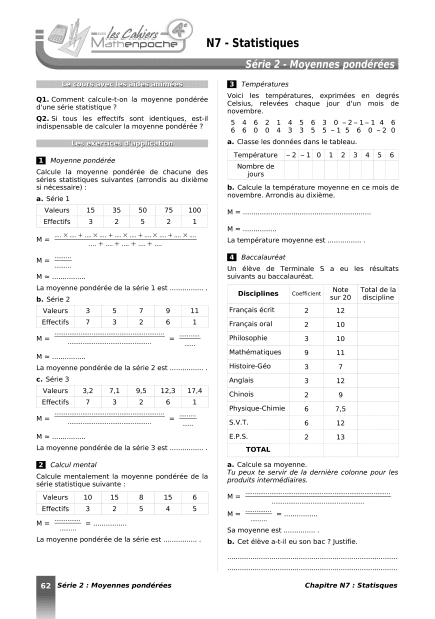 les Cahiers
Mathenpoche
4e
N7 - Statistiques
Série 2 - Moyennes pondérées
Le cours avec les aides animées
Q1. Comment calcule-t-on la moyenne pondérée
d'une série statistique ?
Q2. Si tous les effectifs sont identiques, est-il
indispensable de calculer la moyenne pondérée ?
Les exercices d'application
1 Moyenne pondérée
Calcule la moyenne pondérée de chacune des
séries statistiques suivantes (arrondis au dixième
si nécessaire) :
a. Série 1
Valeurs 15 35 50 75 100
Effectifs 3 5 2 2 1
M = .... × .... + .... × .... + .... × .... + .... × .... + .... × ....
.... + .... + .... + .... + ....
M = ........
........
M = ................
La moyenne pondérée de la série 1 est ............... .
b. Série 2
Valeurs 3 5 7 9 11
Effectifs 7 3 2 6 1
M = ........ = ........
M ≈ ................
La moyenne pondérée de la série 2 est ............... .
c. Série 3
Valeurs 3,2 7,1 9,5 12,3 17,4
Effectifs 7 3 2 6 1
M = ........ = ........
M ≈ ................
La moyenne pondérée de la série 3 est ............... .
2 Calcul mental
Calcule mentalement la moyenne pondérée de la
série statistique suivante :
Valeurs 10 15 8 15 6
Effectifs 3 2 5 4 5
M = ........ = ................
La moyenne pondérée de la série est ............... .
3 Températures
Voici les températures, exprimées en degrés
Celsius, relevées chaque jour d'un mois de
novembre.
5 4 6 2 1 4 5 6 3 0 −2 −1 −1 4 6
6 6 0 0 4 3 3 5 5 −1 5 6 0 −2 0
a. Classe les données dans le tableau.
Température −2 −1 0 1 2 3 4 5 6
Nombre de
jours
b. Calcule la température moyenne en ce mois de
novembre. Arrondis au dixième.
M = ............................................................
M ≈ ................
La température moyenne est ................ .
4 Baccalauréat
Un élève de Terminale S a eu les résultats
suivants au baccalauréat.
Disciplines Coefficient Note
sur 20 Total de la
discipline
Français écrit 2 12
Français oral 2 10
Philosophie 3 10
Mathématiques 9 11
Histoire-Géo 3 7
Anglais 3 12
Chinois 2 9
Physique-Chimie 6 7,5
S.V.T. 6 12
E.P.S. 2 13
TOTAL
a. Calcule sa moyenne.
Tu peux te servir de la dernière colonne pour les
produits intermédiaires.
M = ........................................
M = ........ = ................
Sa moyenne est ............... .
b. Cet élève a-t-il eu son bac ? Justifie.
................................................................................
................................................................................
62 Série 2 : Moyennes pondérées
Chapitre N7 : Statisques